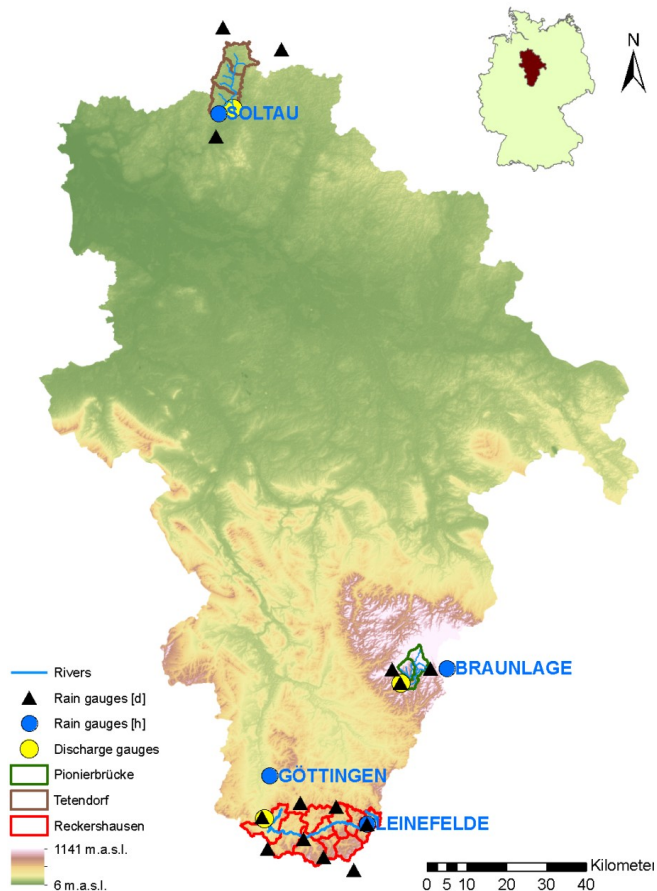 N
SOLTAU
BRAUNLAGE
GÖTTINGEN
LEINEFELDE
Rivers
Rain gauges [d]
Rain gauges [h]
Discharge gauges
Pionierbrücke
Tetendorf
Reckershausen
1141 m.a.s.l.
6 m.a.s.l.
Kilometer
0 5 10 20 30 40